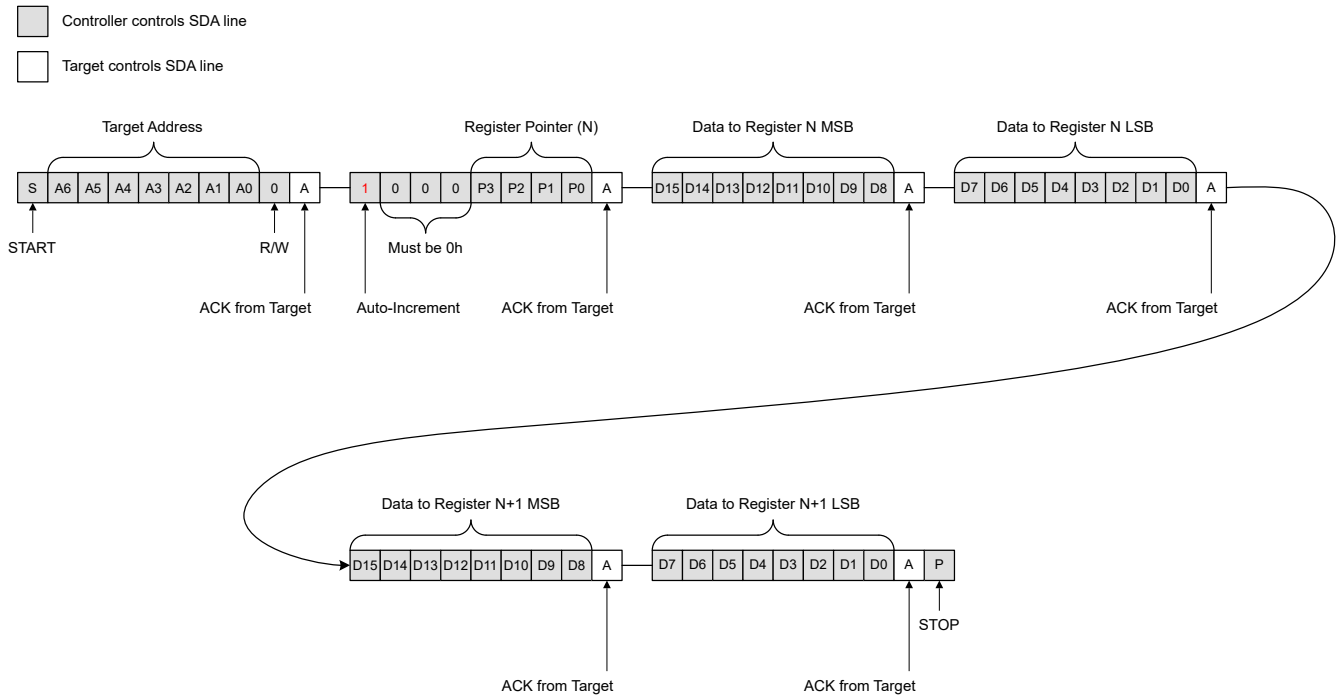 Controller controls SDA line
Target controls SDA line
Target Address
Register Pointer (N)
Data to Register N MSB
Data to Register N LSB
S A6 A5 A4 A3 A2 A1 A0 0 A 1 0 0 0 P3 P2 P1 P0 A D15 D14 D13 D12 D11 D10 D9 D8 A D7 D6 D5 D4 D3 D2 D1 D0 A
START
R/W
Must be 0h
ACK from Target
Auto-Increment
ACK from Target
ACK from Target
ACK from Target
Data to Register N+1 MSB
Data to Register N+1 LSB
D15 D14 D13 D12 D11 D10 D9 D8 A D7 D6 D5 D4 D3 D2 D1 D0 A P
STOP
ACK from Target
ACK from Target